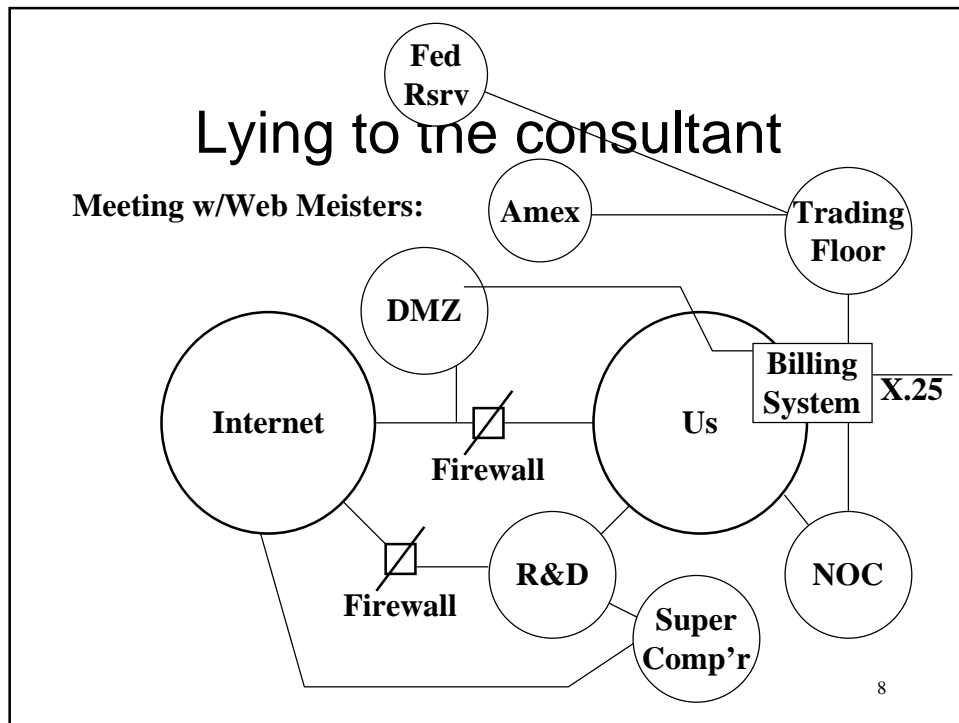 Fed
Rsrv
Lying to the consultant
Meeting w/Web Meisters:
Amex
Trading
Floor
DMZ
Billing
System
X.25
Internet
Us
Firewall
R&D
NOC
Firewall
Super
Comp’r
8